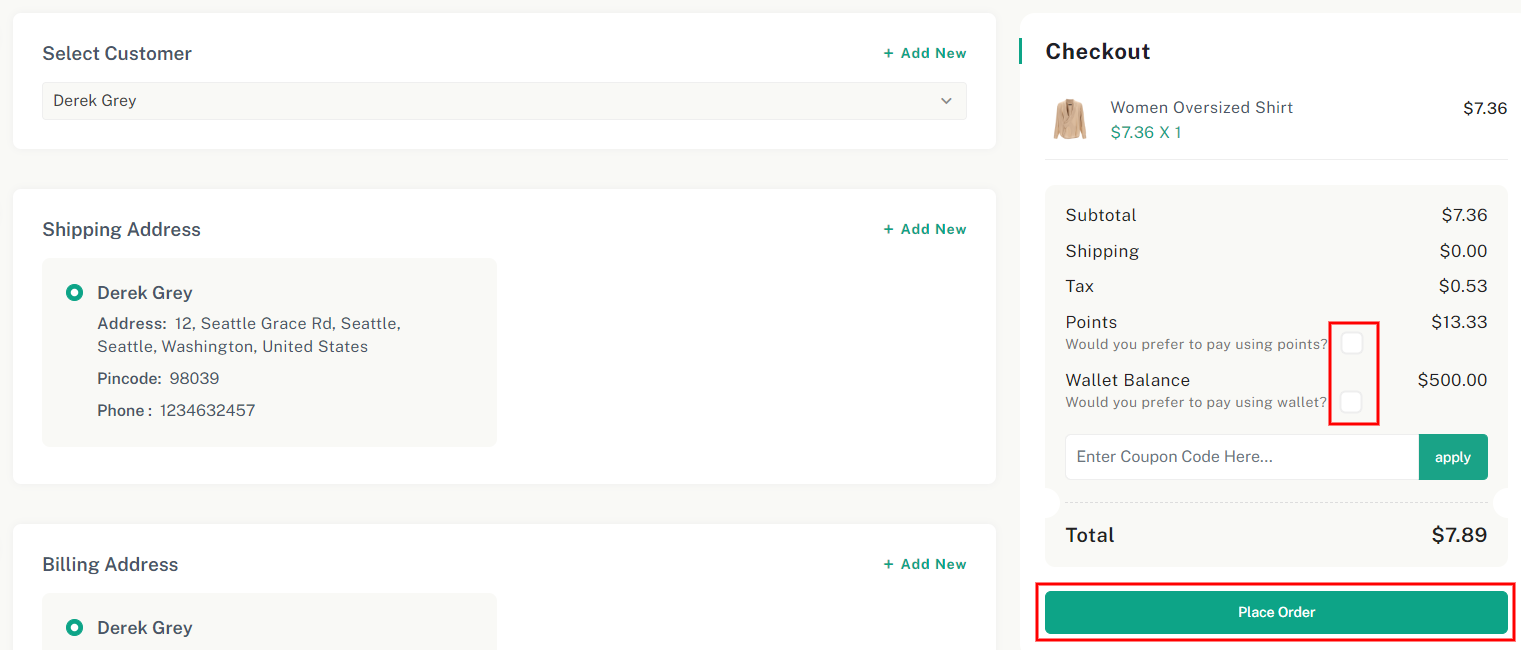 Select Customer
+ Add New
Derek Grey
Shipping Address
+ Add New
Derek Grey
Address: 12, Seattle Grace Rd, Seattle,
Seattle, Washington, United States
Pincode: 98039
Phone : 1234632457
Billing Address
+ Add New
Derek Grey
Checkout
Women Oversized Shirt
$7.36
$7.36 X 1
Subtotal
$7.36
Shipping
$0.00
Tax
$0.53
Points
$13.33
Would you prefer to pay using points?
Wallet Balance
$500.00
Would you prefer to pay using wallet?
Enter Coupon Code Here...
apply
Total
$7.89
Place Order